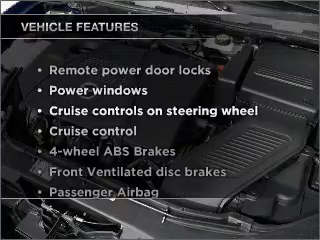 VEHICLE FEATURES
• Remote power door locks
• Power windows
• Cruise controls on steering wheel
• Cruise control
• 4-wheel ABS Brakes
• Front Ventilated disc brakes
• Passenger Airbag